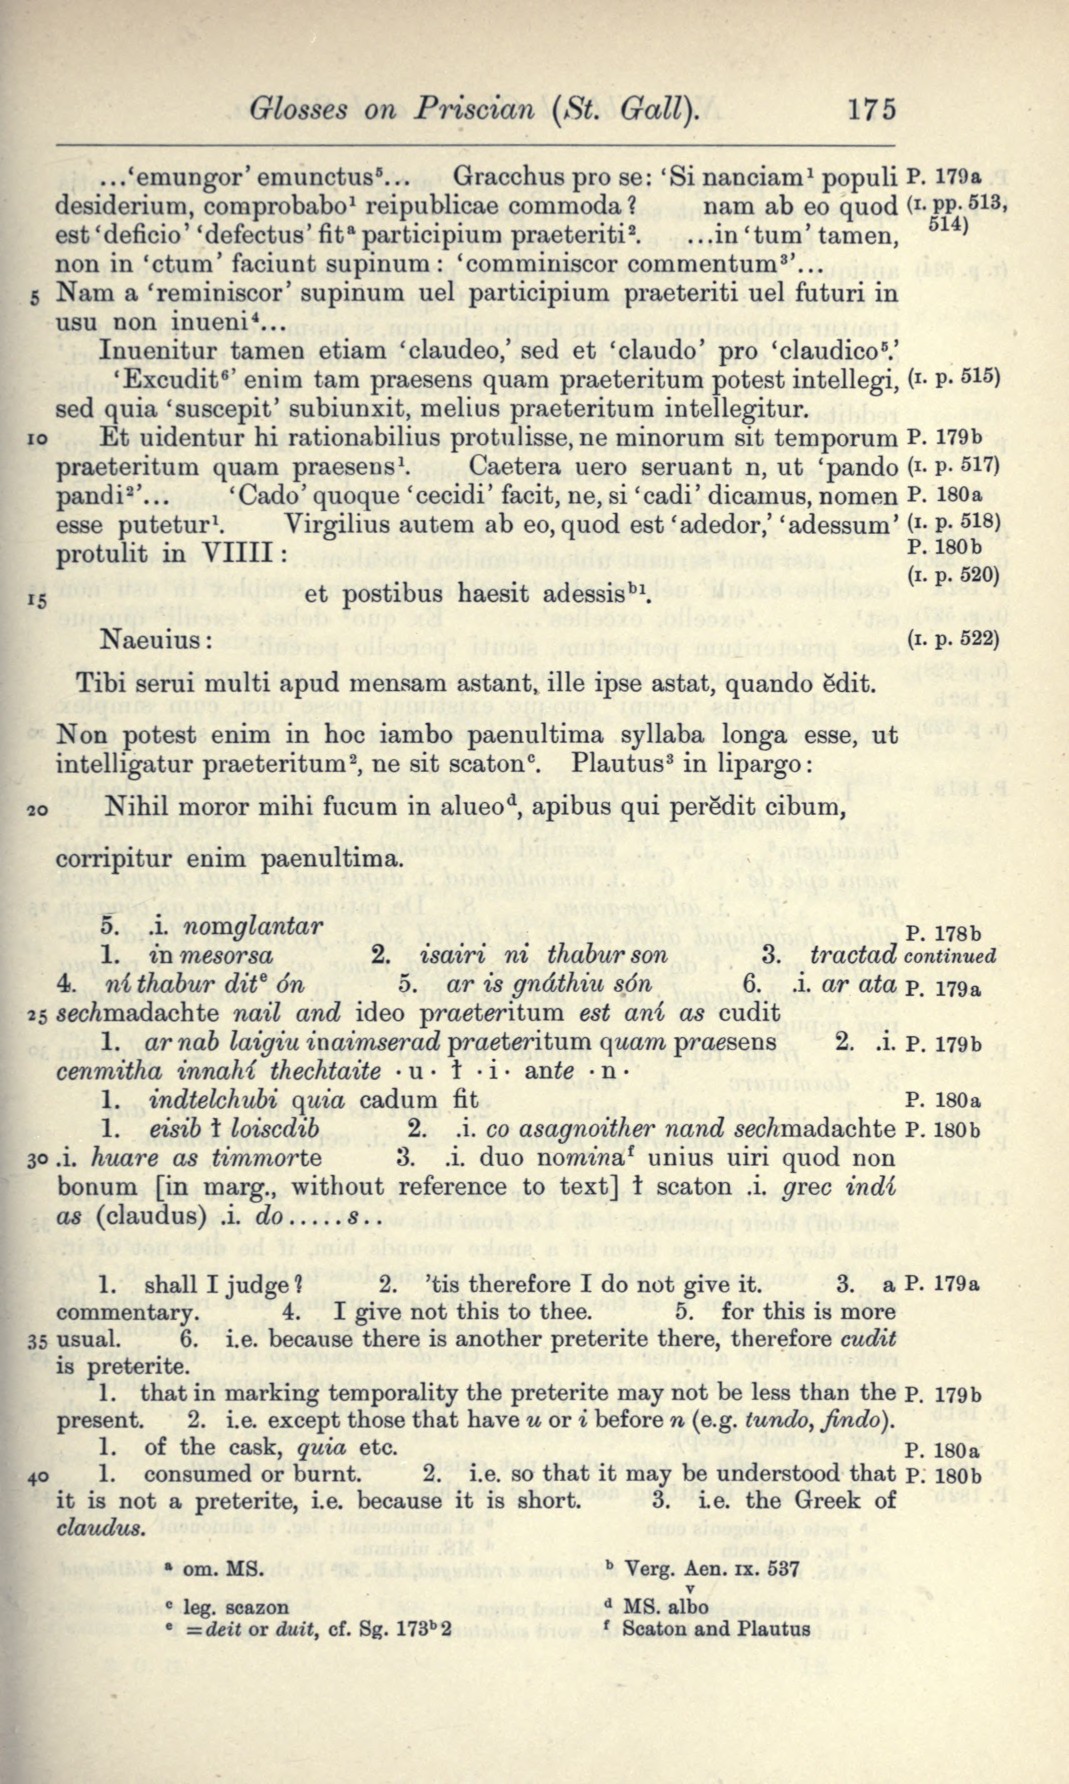 Glosses on Priscian (St. Gall). 175
...‘emungor’ emunctus⁵... Gracchus pro se: ‘Si nanciam¹ populi P. 179a
desiderium, comprobabo¹ reipublicae commoda? nam ab eo quod (I. pp. 513,
514)
est ‘deficio’ ‘defectus’ fitᵃ participium praeteriti². ...in ‘tum’ tamen,
non in ‘ctum’ faciunt supinum: ‘comminiscor commentum³’...
5 Nam a ‘reminiscor’ supinum uel participium praeteriti uel futuri in
usu non inueni⁴...
Inuenitur tamen etiam ‘claudeo,’ sed et ‘claudo’ pro ‘claudico⁵.’
‘Excudit⁶’ enim tam praesens quam praeteritum potest intellegi, (I. p. 515)
sed quia ‘suscepit’ subiunxit, melius praeteritum intellegitur.
10 Et uidentur hi rationabilius protulisse, ne minorum sit temporum P. 179b
praeteritum quam praesens¹. Caetera uero seruant n, ut ‘pando (I. p. 517)
pandi²’... ‘Cado’ quoque ‘cecidi’ facit, ne, si ‘cadi’ dicamus, nomen P. 180a
esse putetur¹. Virgilius autem ab eo, quod est ‘adedor,’ ‘adessum’ (I. p. 518)
protulit in VIIII: P. 180b
(I. p. 520)
15 et postibus haesit adessisᵇ¹.
Naeuius: (I. p. 522)
Tibi serui multi apud mensam astant, ille ipse astat, quando ĕdit.
Non potest enim in hoc iambo paenultima syllaba longa esse, ut
intelligatur praeteritum², ne sit scatonᶜ. Plautus³ in lipargo:
20 Nihil moror mihi fucum in alueoᵈ, apibus qui perĕdit cibum,
corripitur enim paenultima.
5. .i. nomglantar P. 178b
1. in mesorsa 2. isairi ni thabur son 3. tractad continued
4. ní thabur ditᵉ ón 5. ar is gnáthiu són 6. .i. ar ata P. 179a
25 sechmadachte nail and ideo praeteritum est aní as cudit
1. ar nab laigiu inaimserad praeteritum quam praesens 2. .i. P. 179b
cenmitha innahí thechtaite · u · ɫ · i · ante · n ·
1. indtelchubi quia cadum fit P. 180a
1. eisib ɫ loiscdib 2. .i. co asagnoither nand sechmadachte P. 180b
30 .i. huare as timmorte 3. .i. duo nominaᶠ unius uiri quod non
bonum [in marg., without reference to text] ɫ scaton .i. grec indí
as (claudus) .i. do.....s..
1. shall I judge? 2. ’tis therefore I do not give it. 3. a P. 179a
commentary. 4. I give not this to thee. 5. for this is more
35 usual. 6. i.e. because there is another preterite there, therefore cudit
is preterite.
1. that in marking temporality the preterite may not be less than the P. 179b
present. 2. i.e. except those that have u or i before n (e.g. tundo, findo).
1. of the cask, quia etc. P. 180a
40 1. consumed or burnt. 2. i.e. so that it may be understood that P. 180b
it is not a preterite, i.e. because it is short. 3. i.e. the Greek of
claudus.
ᵃ om. MS. ᵇ Verg. Aen. IX. 537
v
ᶜ leg. scazon ᵈ MS. albo
ᵉ =deit or duit, cf. Sg. 173ᵇ2 ᶠ Scaton and Plautus